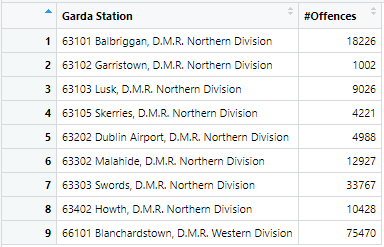 Garda Station #Offences
1 63101 Balbriggan, D.M.R. Northern Division 18226
2 63102 Garristown, D.M.R. Northern Division 1002
3 63103 Lusk, D.M.R. Northern Division 9026
4 63105 Skerries, D.M.R. Northern Division 4221
5 63202 Dublin Airport, D.M.R. Northern Division 4988
6 63302 Malahide, D.M.R. Northern Division 12927
7 63303 Swords, D.M.R. Northern Division 33767
8 63402 Howth, D.M.R. Northern Division 10428
9 66101 Blanchardstown, D.M.R. Western Division 75470